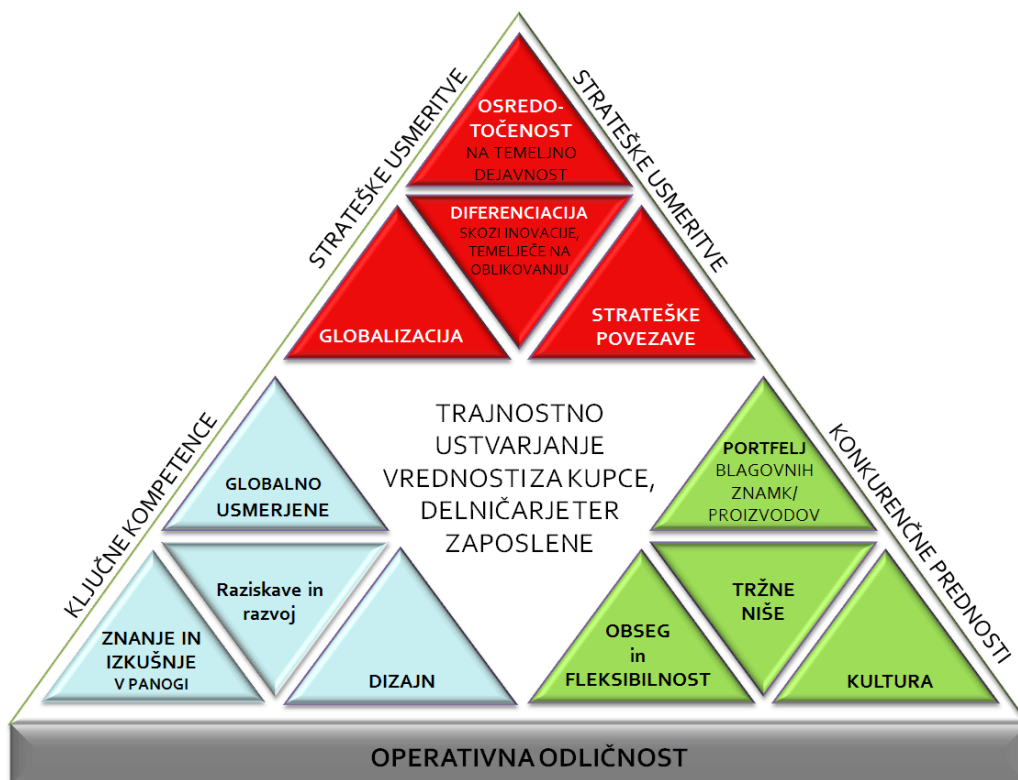 STRATEŠKE USMERITVE
STRATEŠKE USMERITVE
OSREDO-
TOČENOST
NA TEMELJNO
DEJAVNOST
DIFERENCIACIJA
SKOZI INOVACIJE,
TEMELJEČE NA
OBLIKOVANJU
GLOBALIZACIJA
STRATEŠKE
POVEZAVE
TRAJNOSTNO
USTVARJANJE
VREDNOSTI ZA KUPCE,
DELNIČARJE TER
ZAPOSLENE
KLJUČNE KOMPETENCE
GLOBALNO
USMERJENE
Raziskave in
razvoj
ZNANJE IN
IZKUŠNJE
V PANOGI
DIZAJN
KONKURENČNE PREDNOSTI
PORTFELJ
BLAGOVNIH
ZNAMK/
PROIZVODOV
TRŽNE
NIŠE
OBSEG
in
FLEKSIBILNOST
KULTURA
OPERATIVNA ODLIČNOST